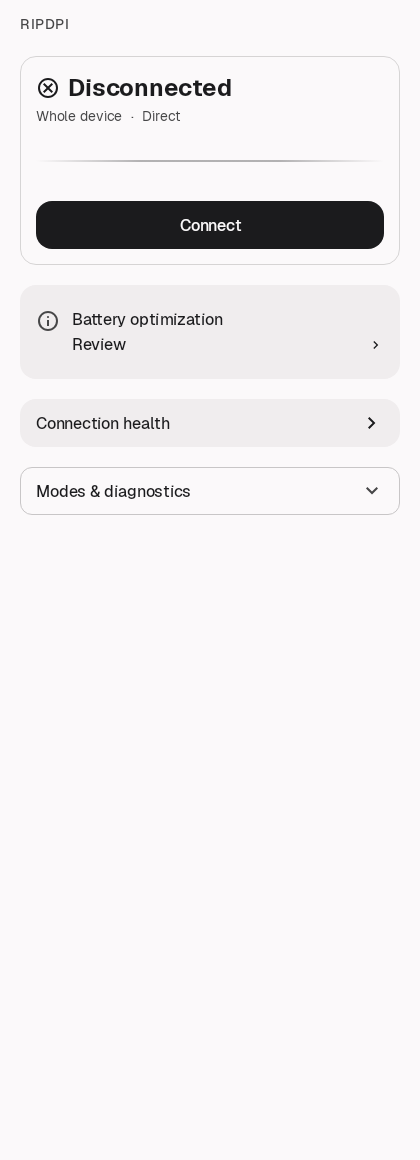 RIPDPI
Disconnected
Whole device · Direct
Connect
Battery optimization
Review
Connection health
Modes & diagnostics